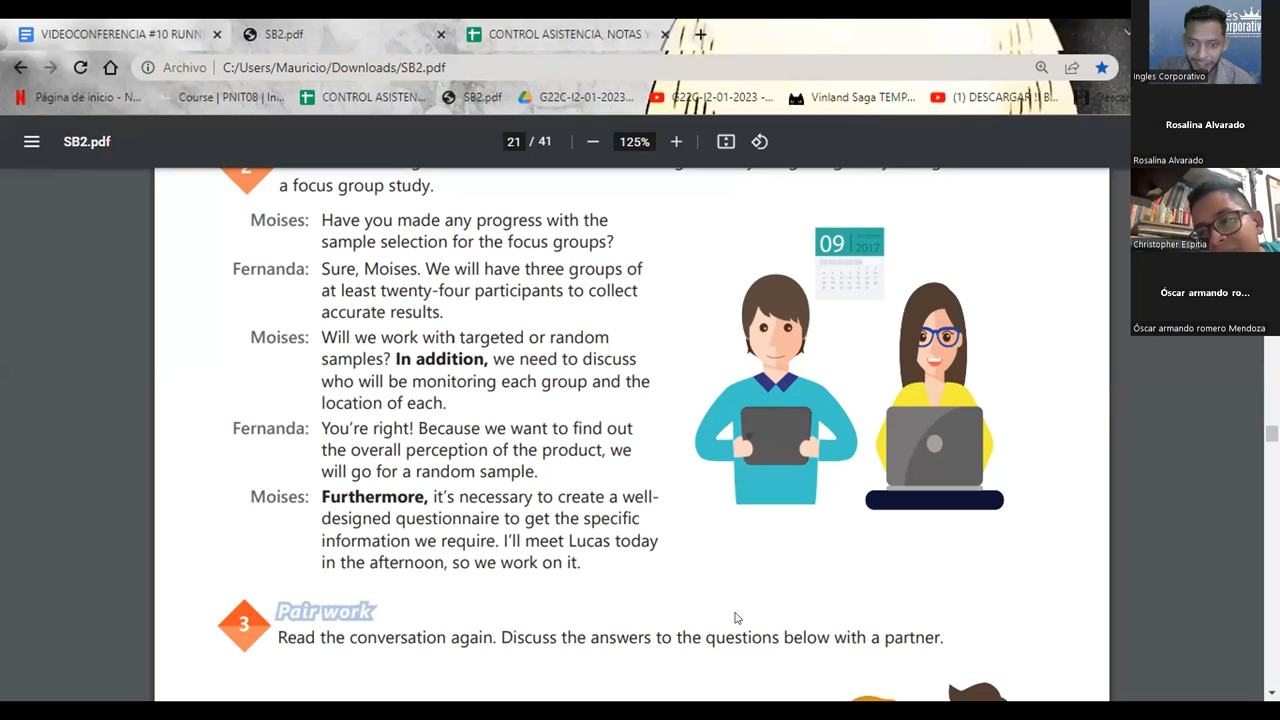 VIDEOCONFERENCIA #10 RUNN
SB2.pdf
CONTROL ASISTENCIA, NOTAS Y
Archivo
C:/Users/Mauricio/Downloads/SB2.pdf
Página de inicio - N...
Course | PNIT08 | In...
CONTROL ASISTEN...
SB2.pdf
G22C-I2-01-2023 -...
G22C-I2-01-2023 -...
Vinland Saga TEMP...
(1) DESCARGAR !! B...
SB2.pdf
21 / 41
125%
a focus group study.
Moises: Have you made any progress with the
sample selection for the focus groups?
Fernanda: Sure, Moises. We will have three groups of
at least twenty-four participants to collect
accurate results.
Moises: Will we work with targeted or random
samples? In addition, we need to discuss
who will be monitoring each group and the
location of each.
Fernanda: You're right! Because we want to find out
the overall perception of the product, we
will go for a random sample.
Moises: Furthermore, it's necessary to create a well-
designed questionnaire to get the specific
information we require. I'll meet Lucas today
in the afternoon, so we work on it.
09
2017
3
Pair work
Read the conversation again. Discuss the answers to the questions below with a partner.
Ingles Corporativo
Rosalina Alvarado
Rosalina Alvarado
Christopher Espitia
Óscar armando ro...
Óscar armando romero Mendoza